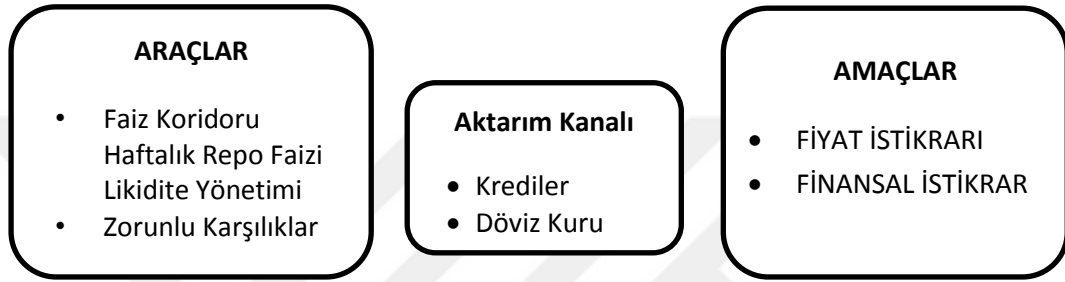 ARAÇLAR
• Faiz Koridoru
Haftalık Repo Faizi
Likidite Yönetimi
• Zorunlu Karşılıklar
Aktarım Kanalı
• Krediler
• Döviz Kuru
AMAÇLAR
• FİYAT İSTİKRARI
• FİNANSAL İSTİKRAR